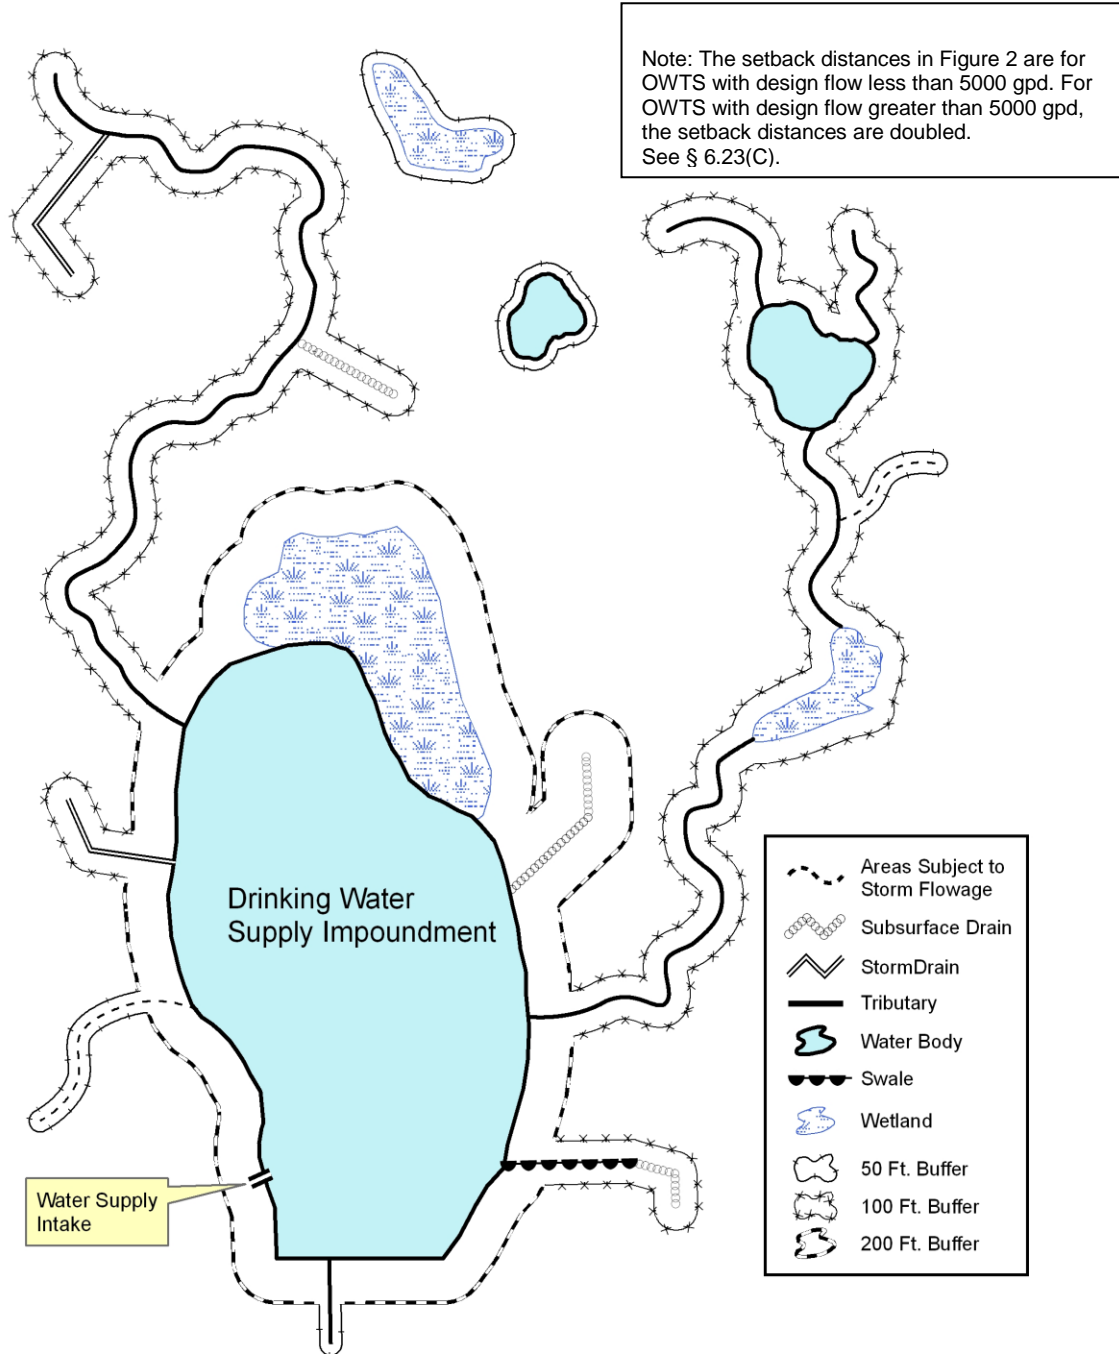 Note: The setback distances in Figure 2 are for
OWTS with design flow less than 5000 gpd. For
OWTS with design flow greater than 5000 gpd,
the setback distances are doubled.
See § 6.23(C).
Drinking Water
Supply Impoundment
Water Supply
Intake
Areas Subject to
Storm Flowage
Subsurface Drain
StormDrain
Tributary
Water Body
Swale
Wetland
50 Ft. Buffer
100 Ft. Buffer
200 Ft. Buffer